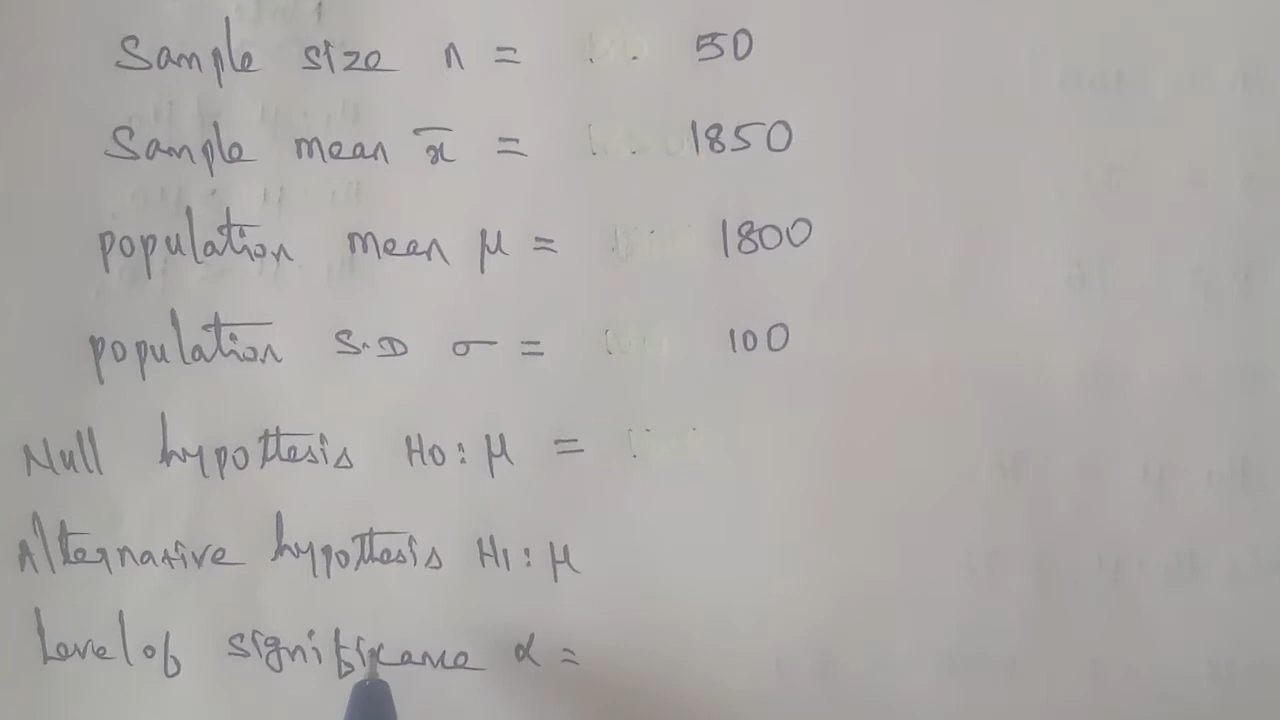 Sample size n = 50
Sample mean x̄ = 1850
population mean μ = 1800
population S.D σ = 100
Null hypothesis H0 : μ =
Alternative hypothesis H1 : μ
Level of significance α =